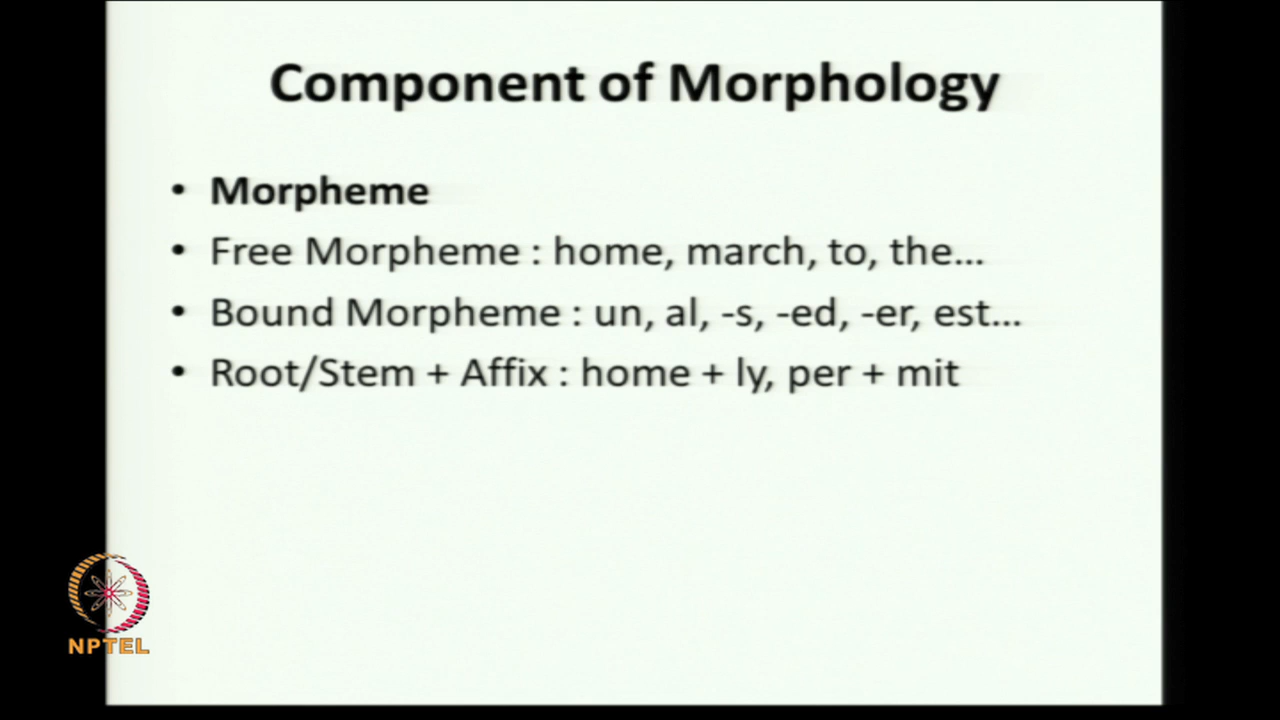 Component of Morphology
• Morpheme
• Free Morpheme : home, march, to, the...
• Bound Morpheme : un, al, -s, -ed, -er, est...
• Root/Stem + Affix : home + ly, per + mit
NPTEL